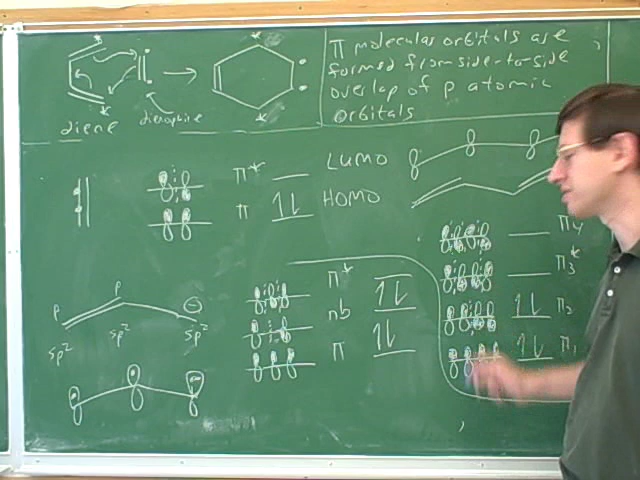 π molecular orbitals are
formed from side-to-side
overlap of p atomic
orbitals
diene
dienophile
π* LUMO
π HOMO
P
P
sp²
sp²
sp²
π*
nb
π
π4
π3*
π2
π1